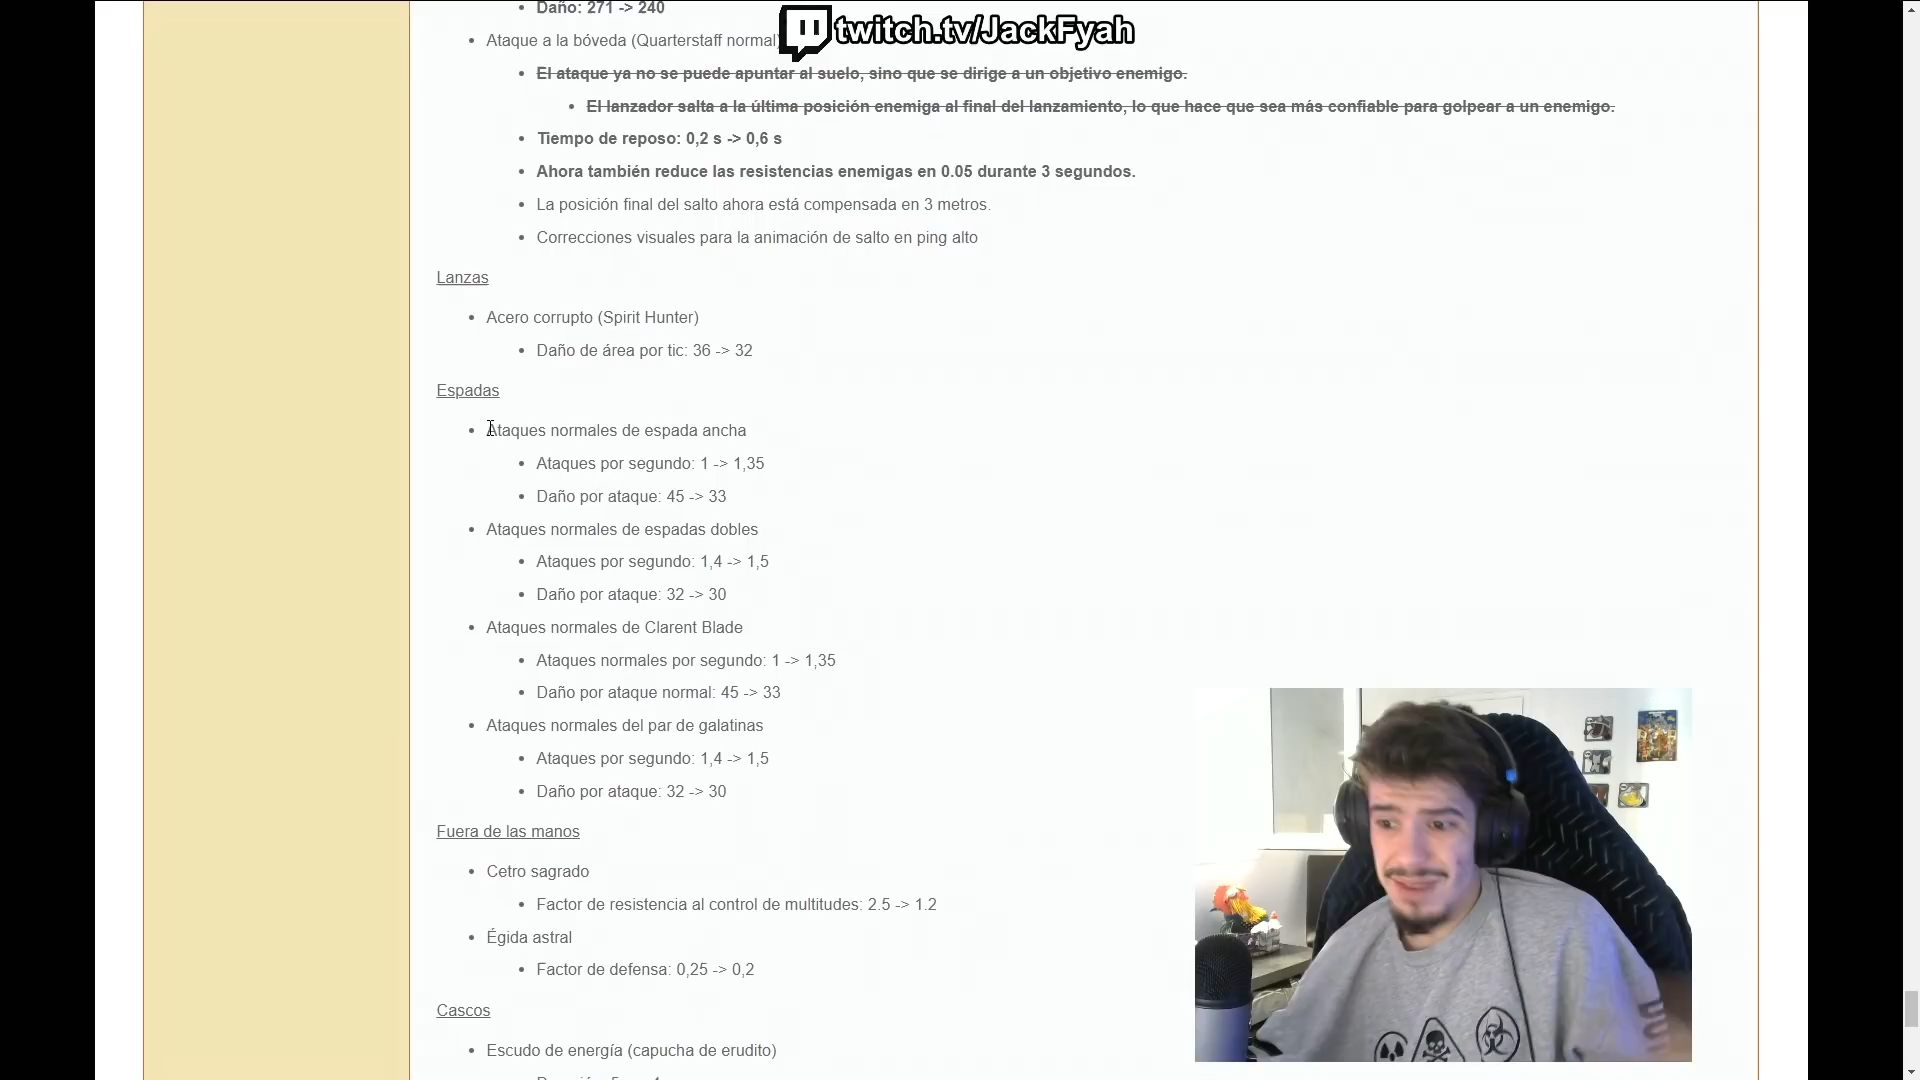 Daño: 271 -> 240
twitch.tv/JackFyah
Ataque a la bóveda (Quarterstaff normal)
El ataque ya no se puede apuntar al suelo, sino que se dirige a un objetivo enemigo.
El lanzador salta a la última posición enemiga al final del lanzamiento, lo que hace que sea más confiable para golpear a un enemigo.
Tiempo de reposo: 0,2 s -> 0,6 s
Ahora también reduce las resistencias enemigas en 0.05 durante 3 segundos.
La posición final del salto ahora está compensada en 3 metros.
Correcciones visuales para la animación de salto en ping alto
Lanzas
Acero corrupto (Spirit Hunter)
Daño de área por tic: 36 -> 32
Espadas
Ataques normales de espada ancha
Ataques por segundo: 1 -> 1,35
Daño por ataque: 45 -> 33
Ataques normales de espadas dobles
Ataques por segundo: 1,4 -> 1,5
Daño por ataque: 32 -> 30
Ataques normales de Clarent Blade
Ataques normales por segundo: 1 -> 1,35
Daño por ataque normal: 45 -> 33
Ataques normales del par de galatinas
Ataques por segundo: 1,4 -> 1,5
Daño por ataque: 32 -> 30
Fuera de las manos
Cetro sagrado
Factor de resistencia al control de multitudes: 2.5 -> 1.2
Égida astral
Factor de defensa: 0,25 -> 0,2
Cascos
Escudo de energía (capucha de erudito)